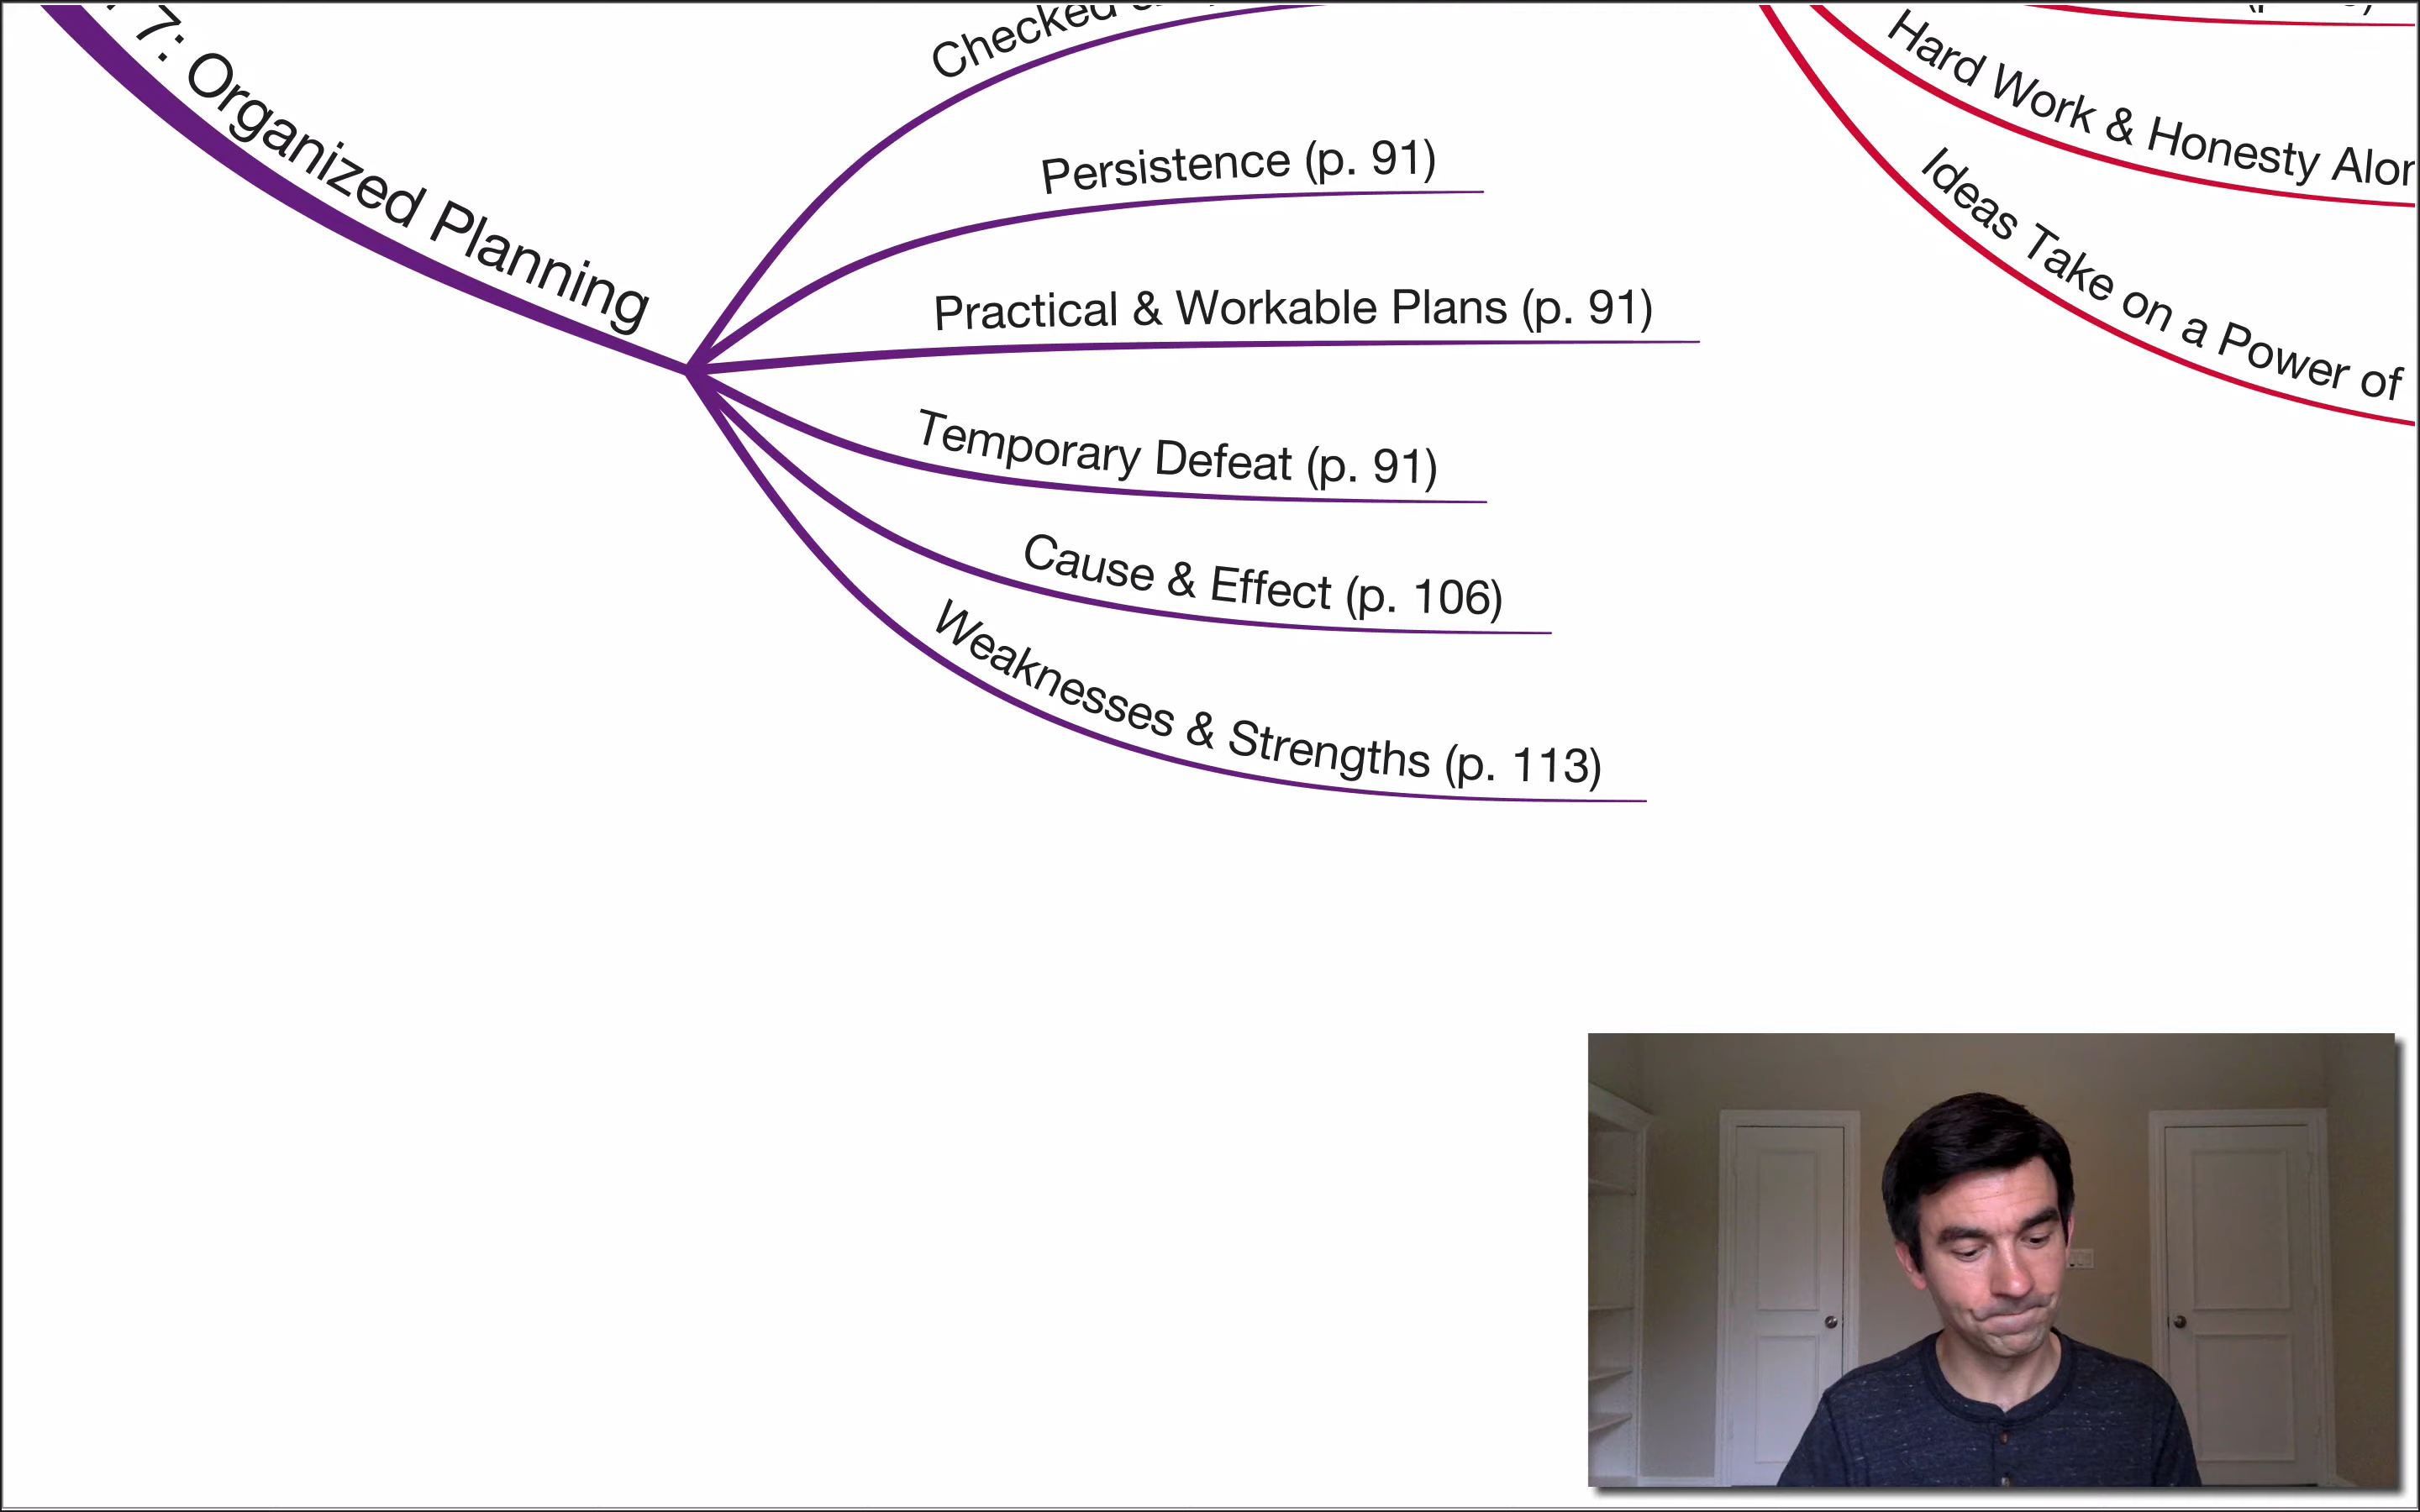 7: Organized Planning
Checked
Persistence (p. 91)
Practical & Workable Plans (p. 91)
Temporary Defeat (p. 91)
Cause & Effect (p. 106)
Weaknesses & Strengths (p. 113)
Hard Work & Honesty
Ideas Take on a Power of